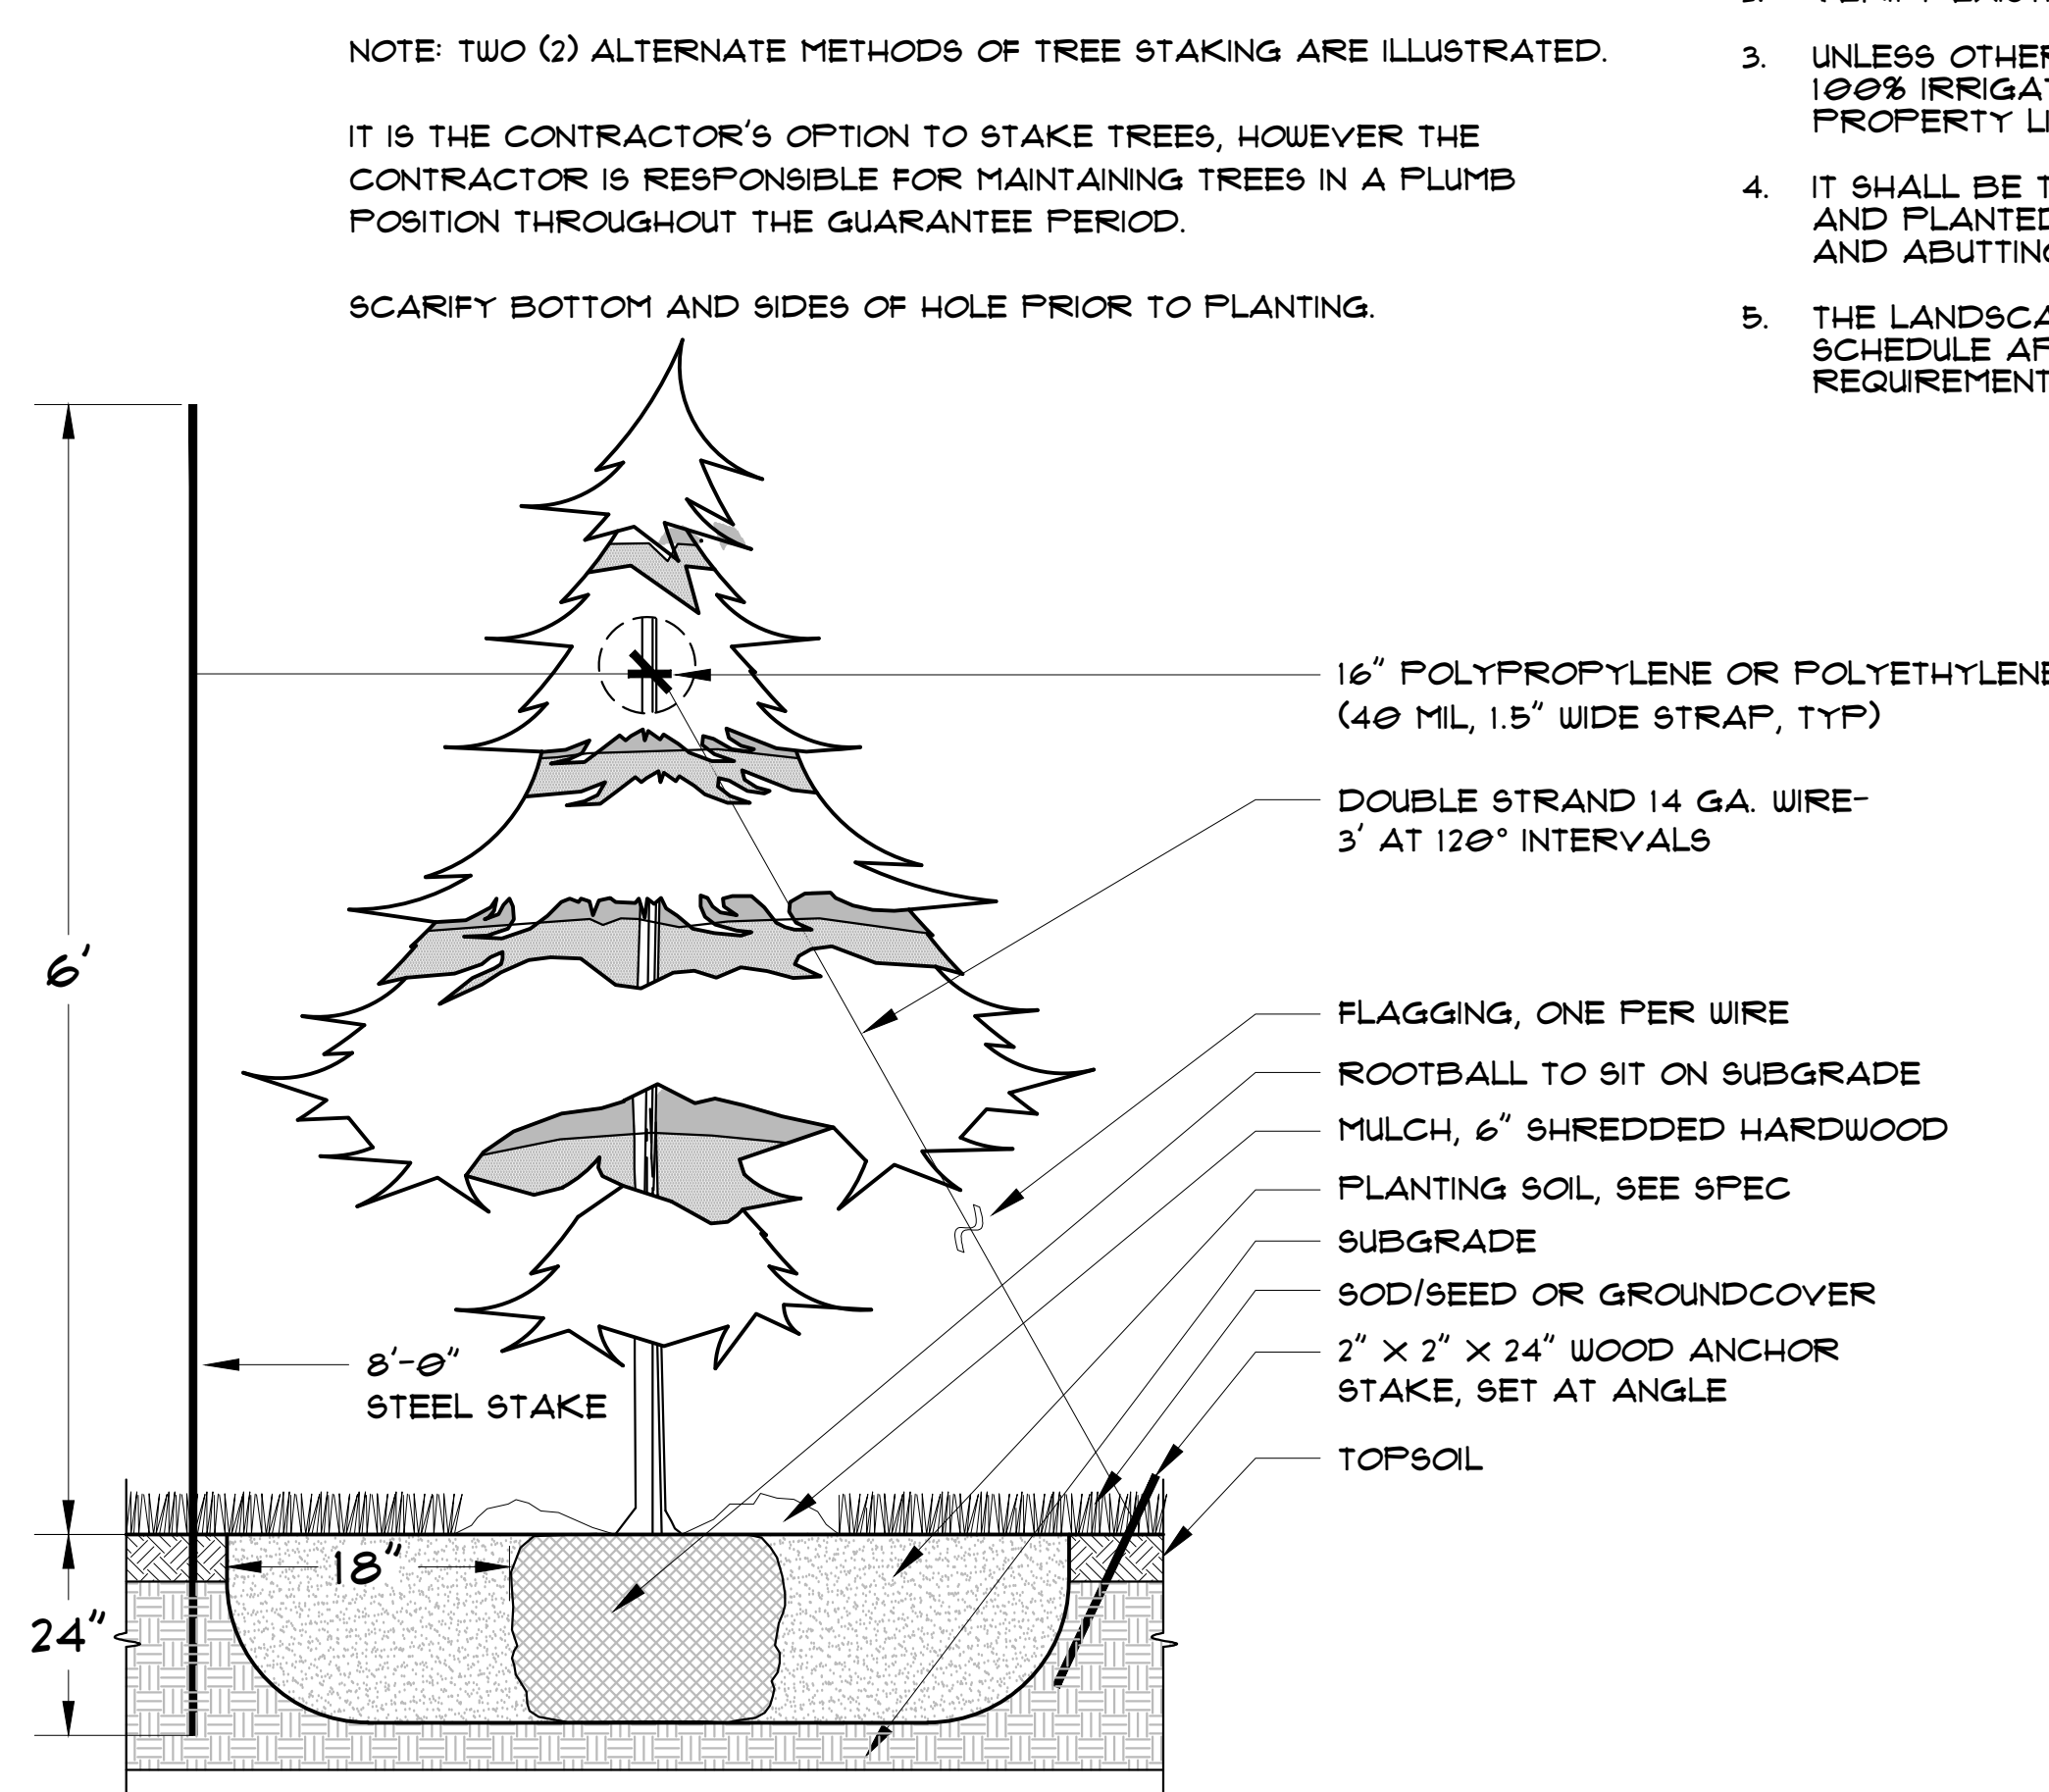 NOTE: TWO (2) ALTERNATE METHODS OF TREE STAKING ARE ILLUSTRATED.
IT IS THE CONTRACTOR'S OPTION TO STAKE TREES, HOWEVER THE
CONTRACTOR IS RESPONSIBLE FOR MAINTAINING TREES IN A PLUMB
POSITION THROUGHOUT THE GUARANTEE PERIOD.
SCARIFY BOTTOM AND SIDES OF HOLE PRIOR TO PLANTING.
3. UNLESS
100% 
PROPERTY
4. IT SHALL BE
AND PLANTED
AND
5. THE
SCHEDULE
6'
16" POLYPROPYLENE OR POLYETHYLENE
(40 MIL, 1.5" WIDE STRAP, TYP)
DOUBLE STRAND 14 GA. WIRE-
3' AT 120° INTERVALS
FLAGGING, ONE PER WIRE
ROOTBALL TO SIT ON SUBGRADE
MULCH, 6" SHREDDED HARDWOOD
PLANTING SOIL, SEE SPEC
SUBGRADE
SOD/SEED OR GROUNDCOVER
2" X 2" X 24" WOOD ANCHOR
STAKE, SET AT ANGLE
TOPSOIL
8'-0"
STEEL STAKE
18"
24"